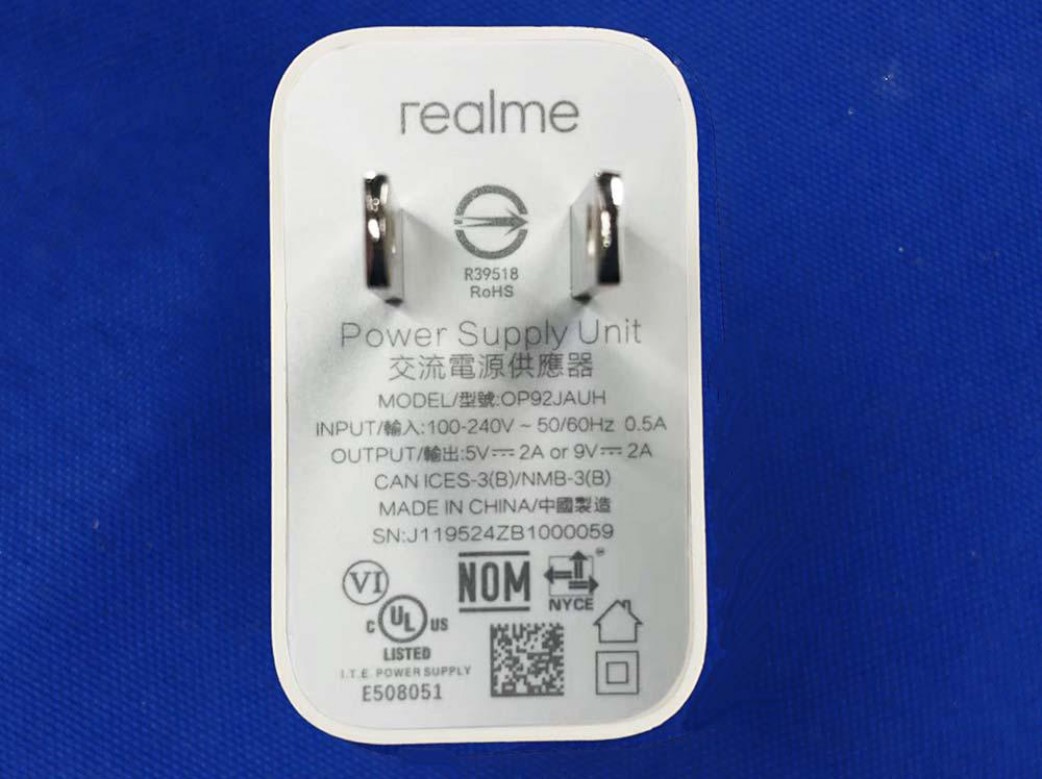 realme
R39518
RoHS
Power Supply Unit
交流電源供應器
MODEL/型號:OP92JAUH
INPUT/輸入:100-240V ~ 50/60Hz 0.5A
OUTPUT/輸出:5V⎓ 2A or 9V⎓ 2A
CAN ICES-3(B)/NMB-3(B)
MADE IN CHINA/中國製造
SN:J119524ZB1000059
VI
NOM
NYCE
C UL US
LISTED
I.T.E. POWER SUPPLY
E508051